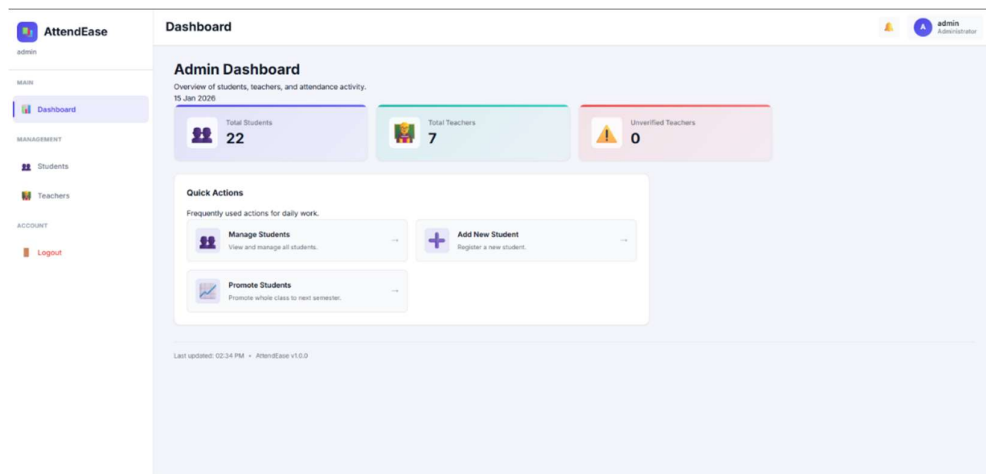 AttendEase
admin
MAIN
Dashboard
MANAGEMENT
Students
Teachers
ACCOUNT
Logout
Dashboard
A
admin
Administrator
Admin Dashboard
Overview of students, teachers, and attendance activity.
15 Jan 2026
Total Students
22
Total Teachers
7
Unverified Teachers
0
Quick Actions
Frequently used actions for daily work.
Manage Students
View and manage all students.
→
Add New Student
Register a new student.
→
Promote Students
Promote whole class to next semester.
→
Last updated: 02:34 PM • AttendEase v1.0.0